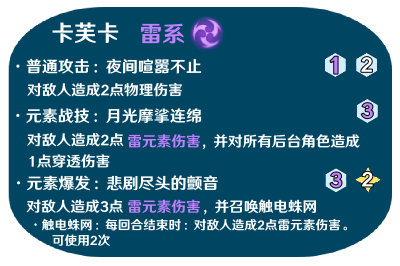 卡芙卡 雷系
· 普通攻击：夜间喧嚣不止 1 2
对敌人造成2点物理伤害
· 元素战技：月光摩挲连绵 3
对敌人造成2点 雷元素伤害，并对所有后台角色造成
1点穿透伤害
· 元素爆发：悲剧尽头的颤音 3 2
对敌人造成3点 雷元素伤害，并召唤触电蛛网
· 触电蛛网：每回合结束时：对敌人造成2点雷元素伤害。
可使用2次